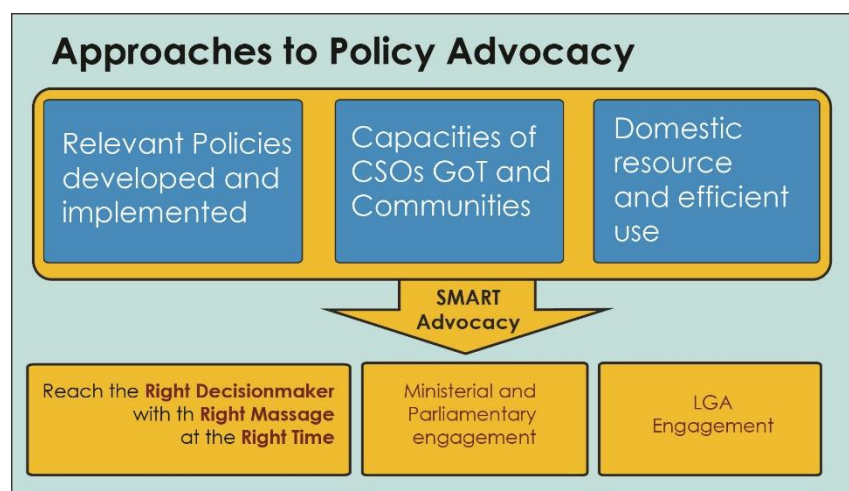 Approaches to Policy Advocacy
Relevant Policies
developed and
implemented
Capacities of
CSOs GoT and
Communities
Domestic
resource
and efficient
use
SMART
Advocacy
Reach the Right Decisionmaker
with th Right Massage
at the Right Time
Ministerial and
Parliamentary
engagement
LGA
Engagement